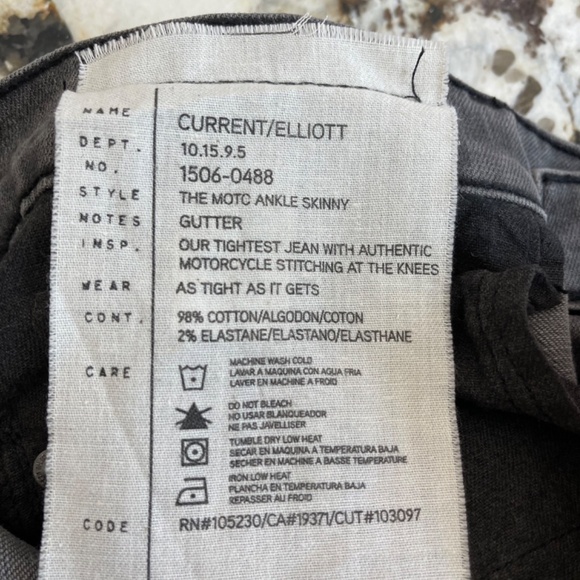 NAME CURRENT/ELLIOTT
DEPT. 10.15.9.5
NO. 1506-0488
STYLE THE MOTO ANKLE SKINNY
NOTES GUTTER
INSP. OUR TIGHTEST JEAN WITH AUTHENTIC
MOTORCYCLE STITCHING AT THE KNEES
WEAR AS TIGHT AS IT GETS
CONT. 98% COTTON/ALGODON/COTON
2% ELASTANE/ELASTANO/ELASTHANE
CARE MACHINE WASH COLD
LAVAR A MAQUINA CON AGUA FRIA
LAVER EN MACHINE A FROID
DO NOT BLEACH
NO USAR BLANQUEADOR
NE PAS JAVELLISER
TUMBLE DRY LOW HEAT
SECAR EN MAQUINA A TEMPERATURA BAJA
SECHER EN MACHINE A BASSE TEMPERATURE
IRON LOW HEAT
PLANCHA EN TEMPERATURA BAJA
REPASSER AU FROID
CODE RN#105230/CA#19371/CUT#103097